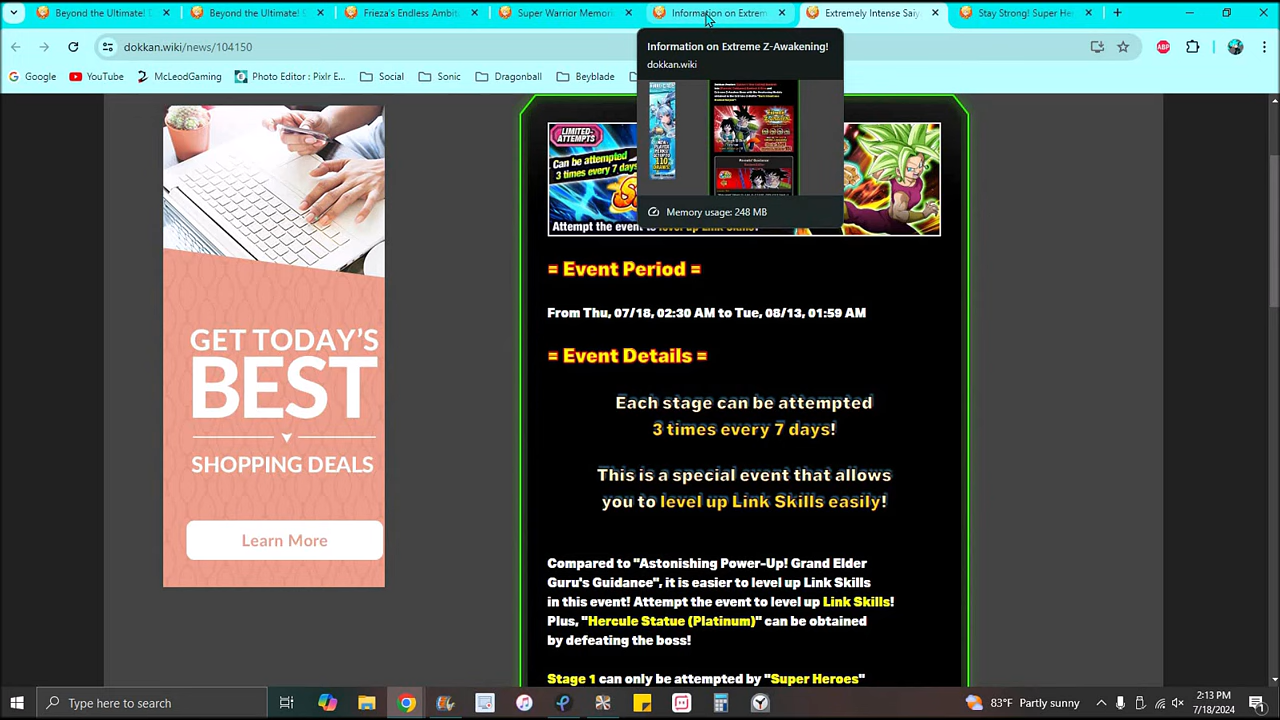 Beyond the Ultimate! D
Beyond the Ultimate! S
Frieza's Endless Ambit
Super Warrior Memori
Information on Extrem
Extremely Intense Saiy
Stay Strong! Super He
dokkan.wiki/news/104150
Google
YouTube
McLeodGaming
Photo Editor : Pixlr E...
Social
Sonic
Dragonball
Beyblade
ABP
Information on Extreme Z-Awakening!
dokkan.wiki
Memory usage: 248 MB
LIMITED-
ATTEMPTS
Can be attempted
3 times every 7 days
Attempt the event to level up Link Skills!
GET TODAY'S
BEST
SHOPPING DEALS
Learn More
= Event Period =
From Thu, 07/18, 02:30 AM to Tue, 08/13, 01:59 AM
= Event Details =
Each stage can be attempted
3 times every 7 days!
This is a special event that allows
you to level up Link Skills easily!
Compared to "Astonishing Power-Up! Grand Elder
Guru's Guidance", it is easier to level up Link Skills
in this event! Attempt the event to level up Link Skills!
Plus, "Hercule Statue (Platinum)" can be obtained
by defeating the boss!
Stage 1 can only be attempted by "Super Heroes"
Type here to search
83°F Partly sunny
2:13 PM
7/18/2024